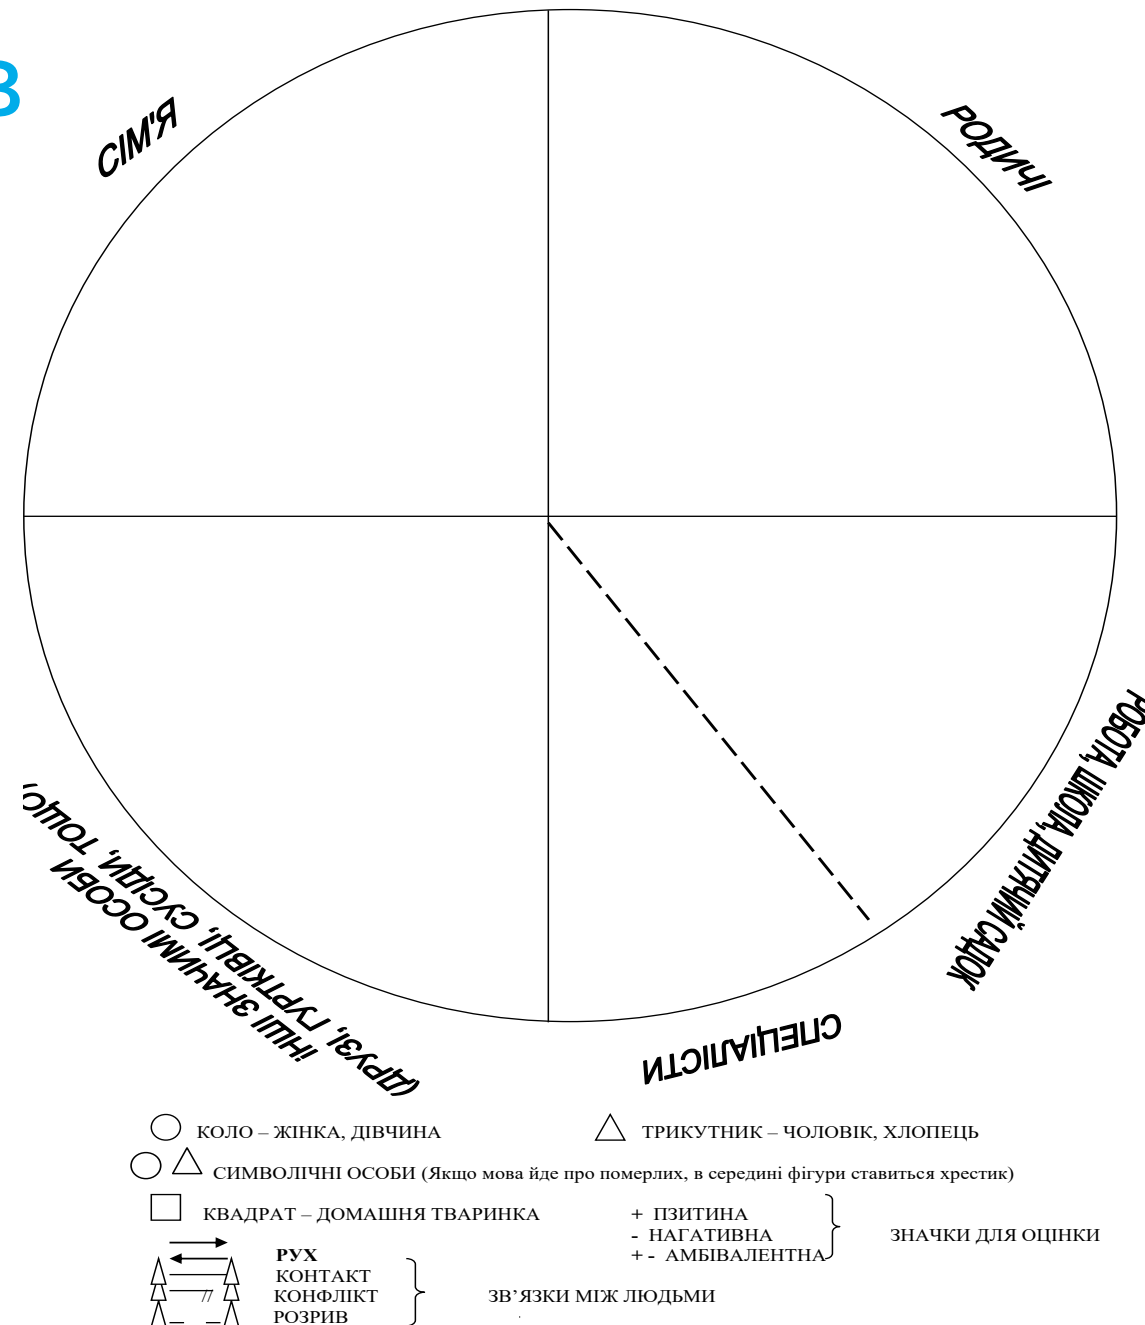 В
СІМ'Я
РОДИЧІ
РОБОТА, ШКОЛА, ДИТЯЧИЙ САДОК
СПЕЦІАЛІСТИ
ІНШІ ЗНАЧИМІ ОСОБИ
(ДРУЗІ, ГУРТКІВЦІ, СУСІДИ, ТОЩО)
КОЛО – ЖІНКА, ДІВЧИНА
ТРИКУТНИК – ЧОЛОВІК, ХЛОПЕЦЬ
СИМВОЛІЧНІ ОСОБИ (Якщо мова йде про померлих, в середині фігури ставиться хрестик)
КВАДРАТ – ДОМАШНЯ ТВАРИНКА
+ ПЗИТИНА
- НАГАТИВНА
+ - АМБІВАЛЕНТНА
ЗНАЧКИ ДЛЯ ОЦІНКИ
РУХ
КОНТАКТ
КОНФЛІКТ
РОЗРИВ
ЗВ'ЯЗКИ МІЖ ЛЮДЬМИ